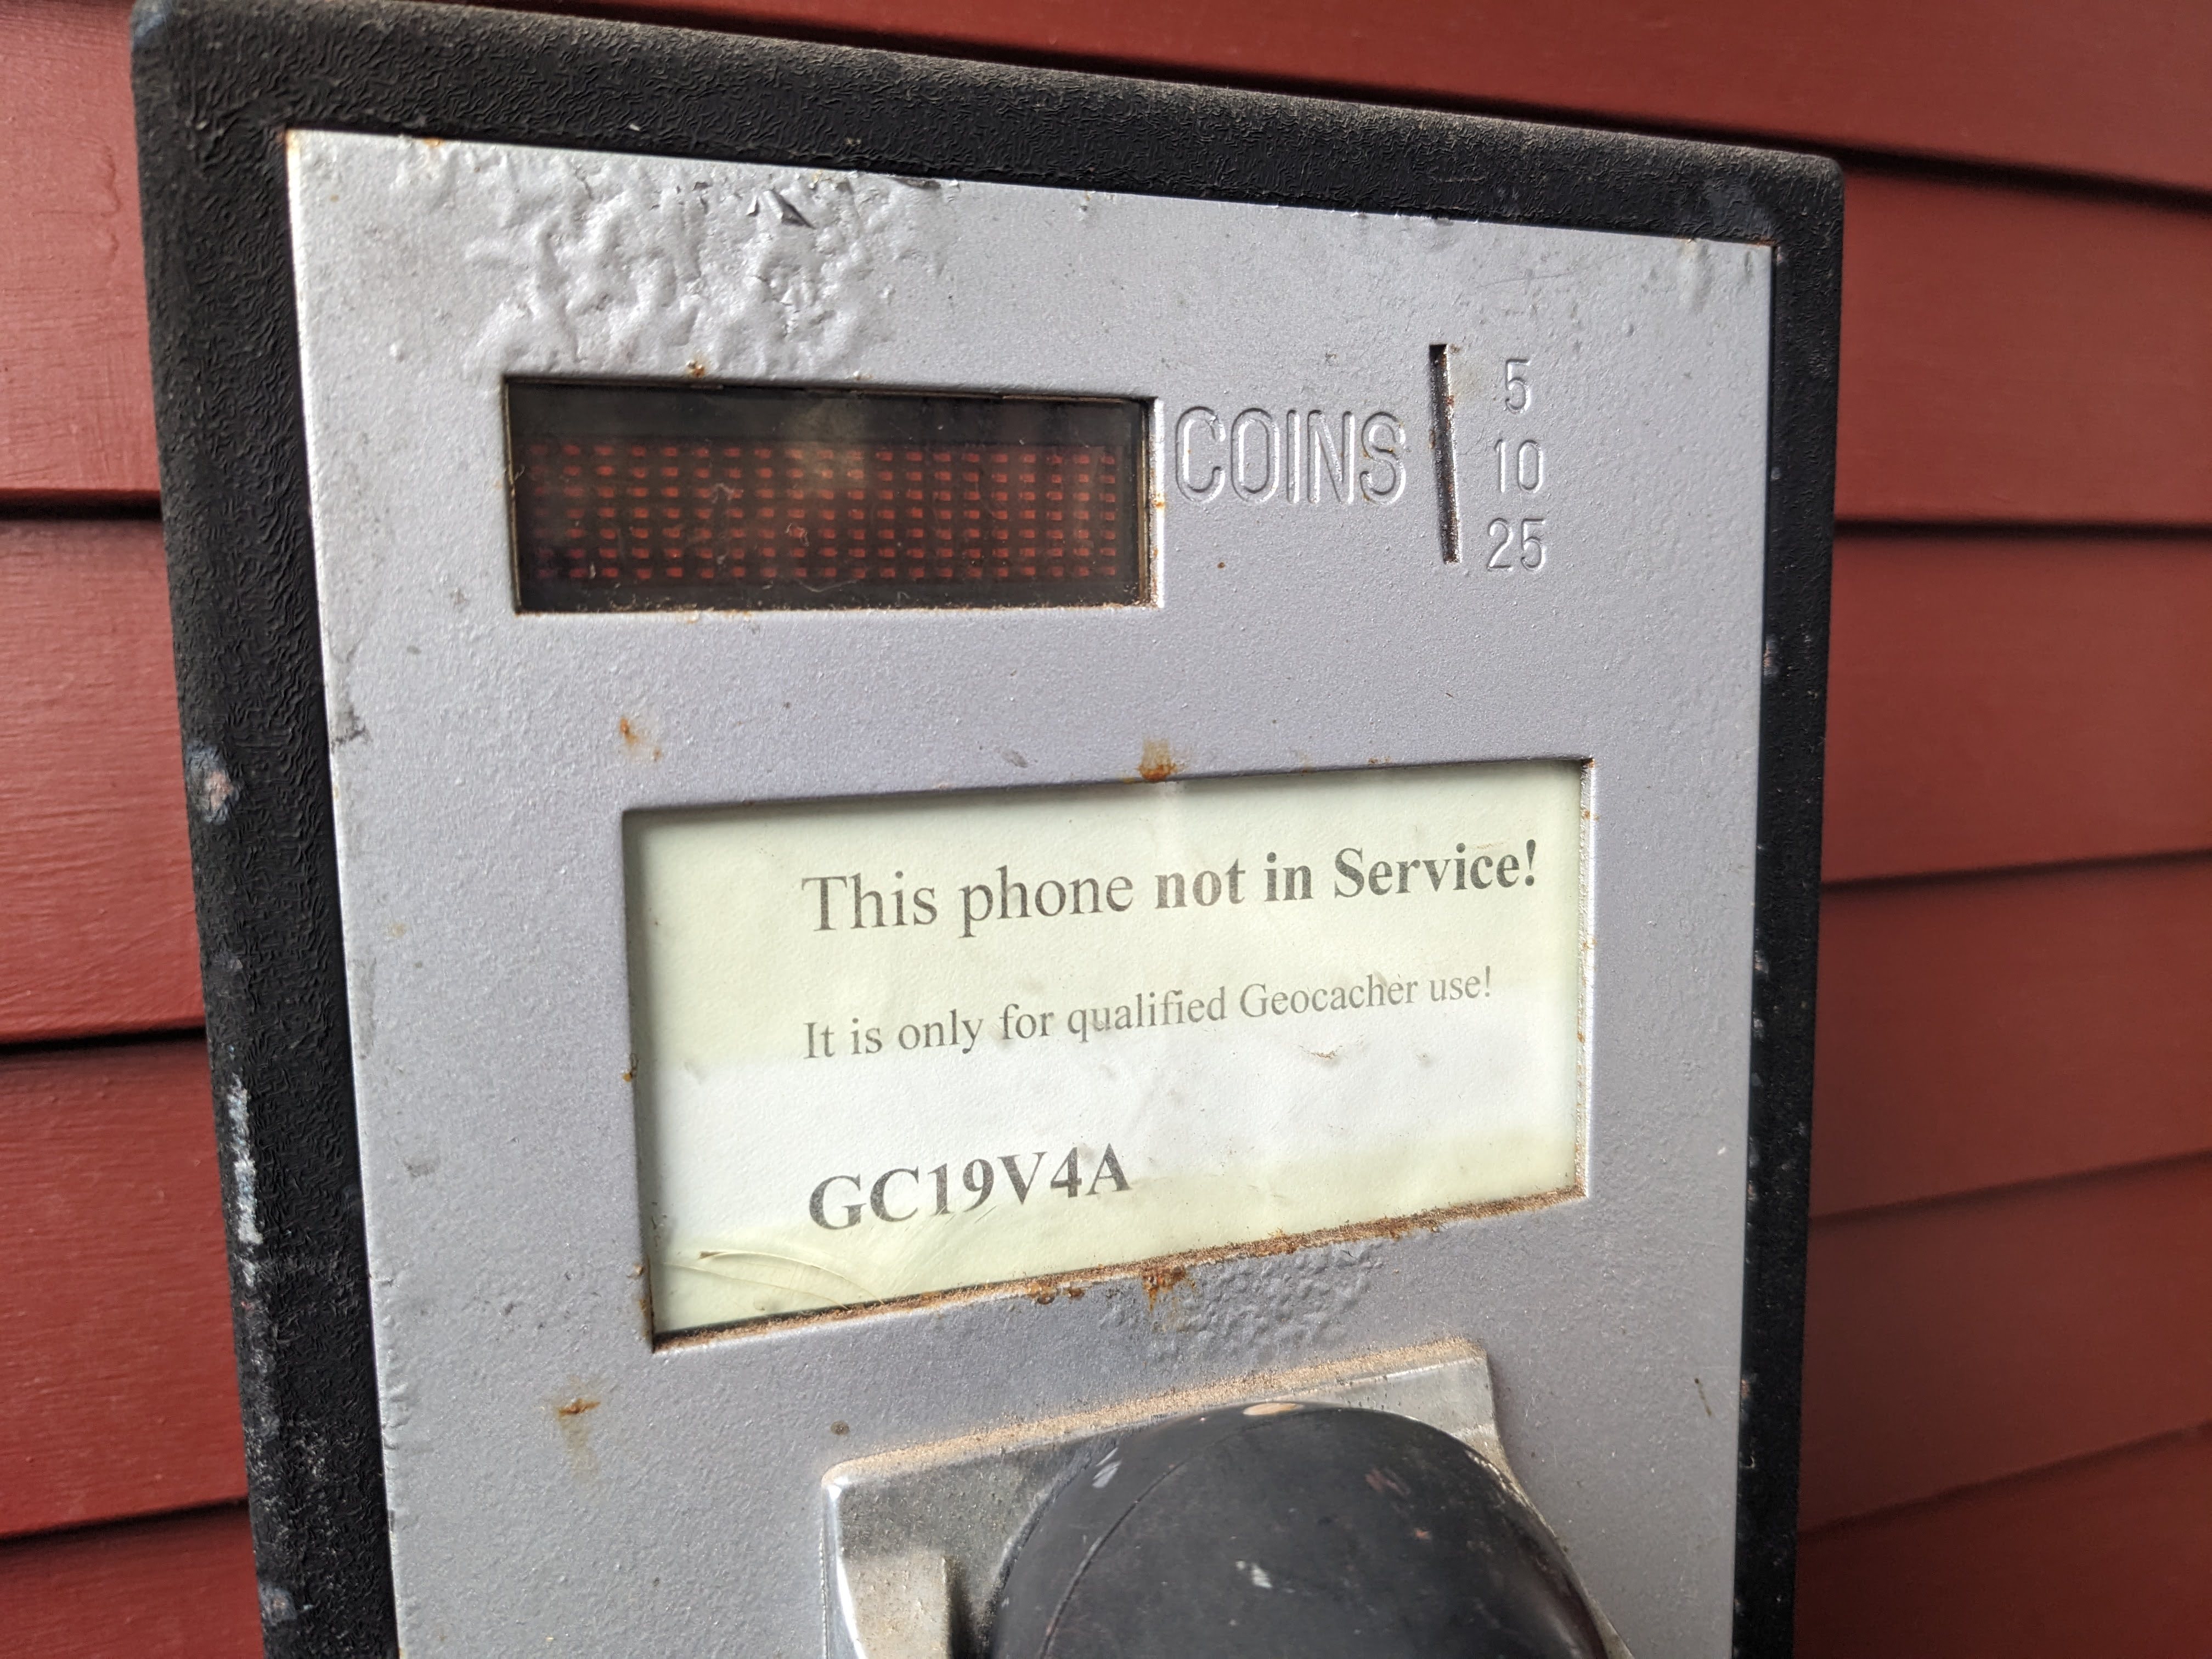 COINS
5
10
25
This phone not in Service!
It is only for qualified Geocacher use!
GC19V4A